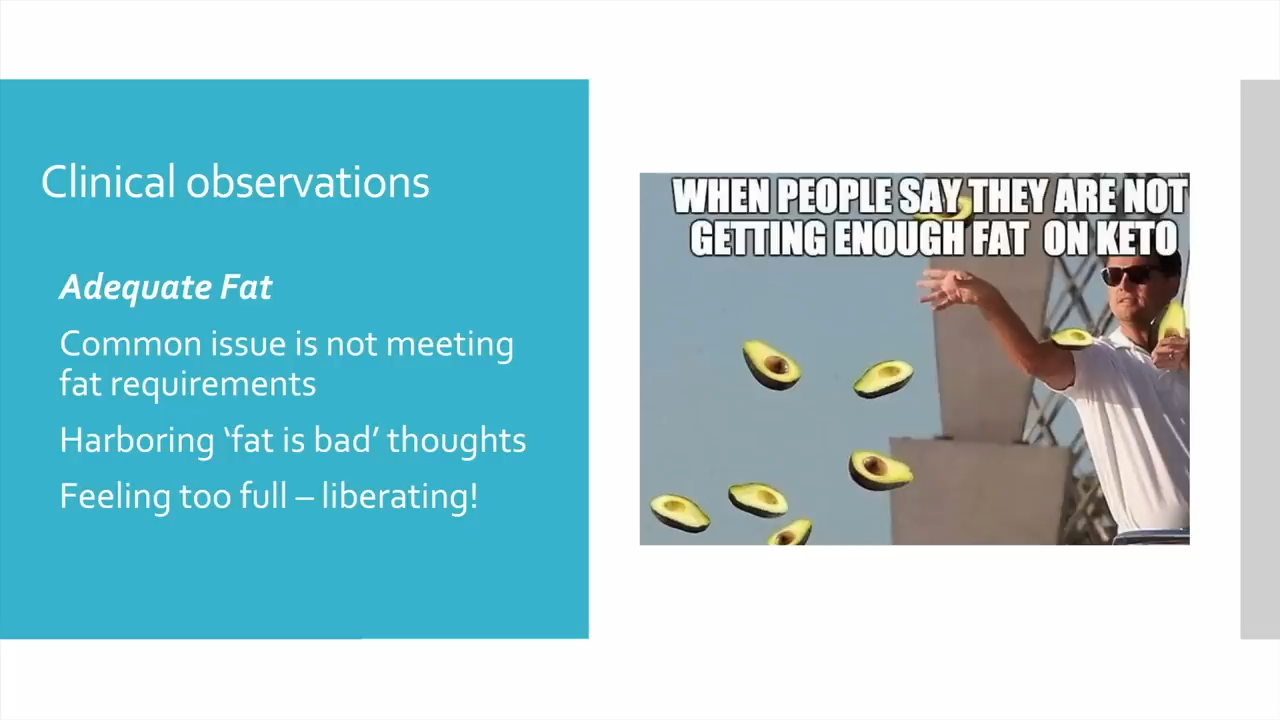 Clinical observations
Adequate Fat
Common issue is not meeting
fat requirements
Harboring ‘fat is bad’ thoughts
Feeling too full – liberating!
WHEN PEOPLE SAY THEY ARE NOT
GETTING ENOUGH FAT ON KETO